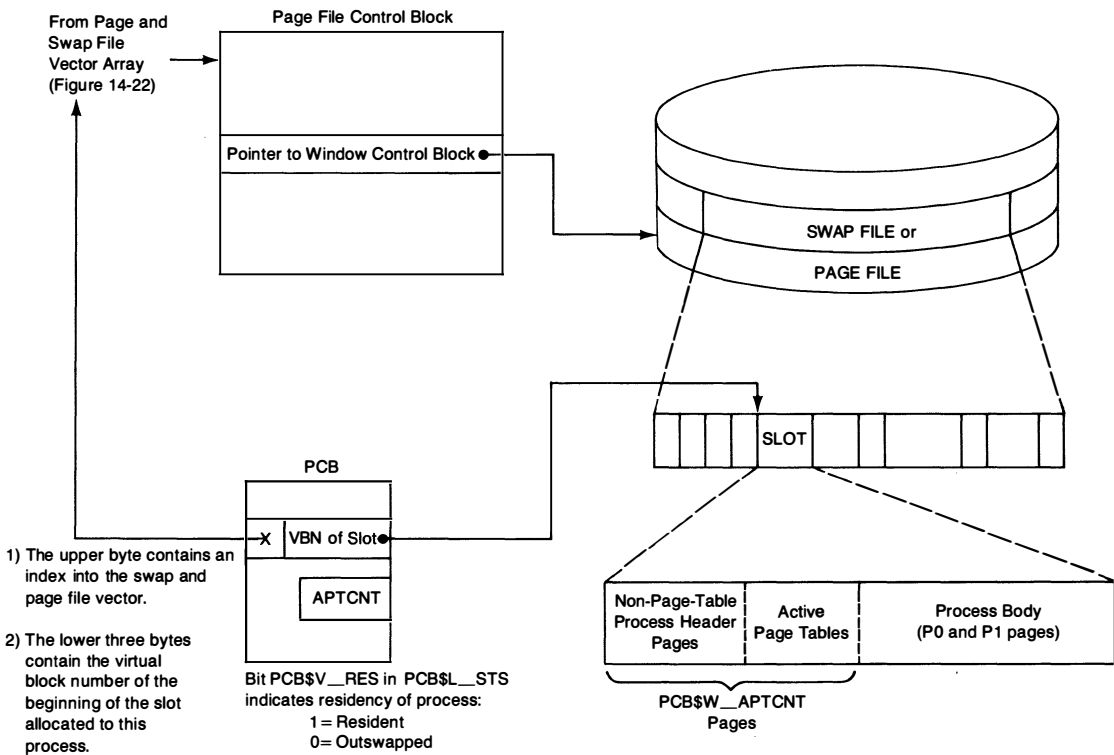 From Page and
Swap File
Vector Array
(Figure 14-22)
Page File Control Block
Pointer to Window Control Block
SWAP FILE or
PAGE FILE
SLOT
PCB
X
VBN of Slot
APTCNT
1) The upper byte contains an
index into the swap and
page file vector.
2) The lower three bytes
contain the virtual
block number of the
beginning of the slot
allocated to this
process.
Bit PCB$V__RES in PCB$L__STS
indicates residency of process:
1= Resident
0= Outswapped
Non-Page-Table
Process Header
Pages
Active
Page Tables
Process Body
(P0 and P1 pages)
PCB$W__APTCNT
Pages